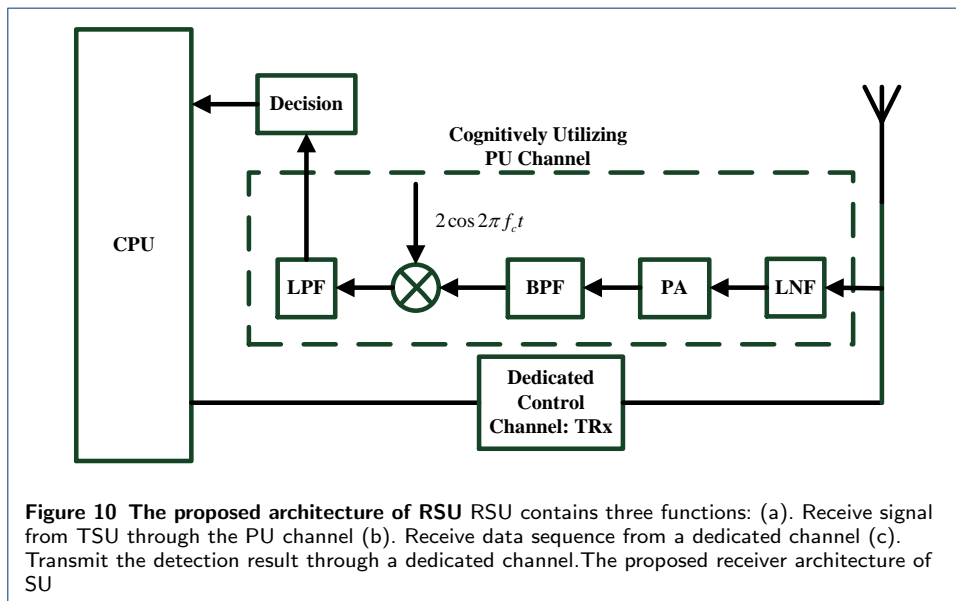 Decision
Cognitively Utilizing
PU Channel
2 cos 2π f_c t
CPU
LPF
BPF
PA
LNF
Dedicated
Control
Channel: TRx
Figure 10 The proposed architecture of RSU RSU contains three functions: (a). Receive signal
from TSU through the PU channel (b). Receive data sequence from a dedicated channel (c).
Transmit the detection result through a dedicated channel.The proposed receiver architecture of
SU